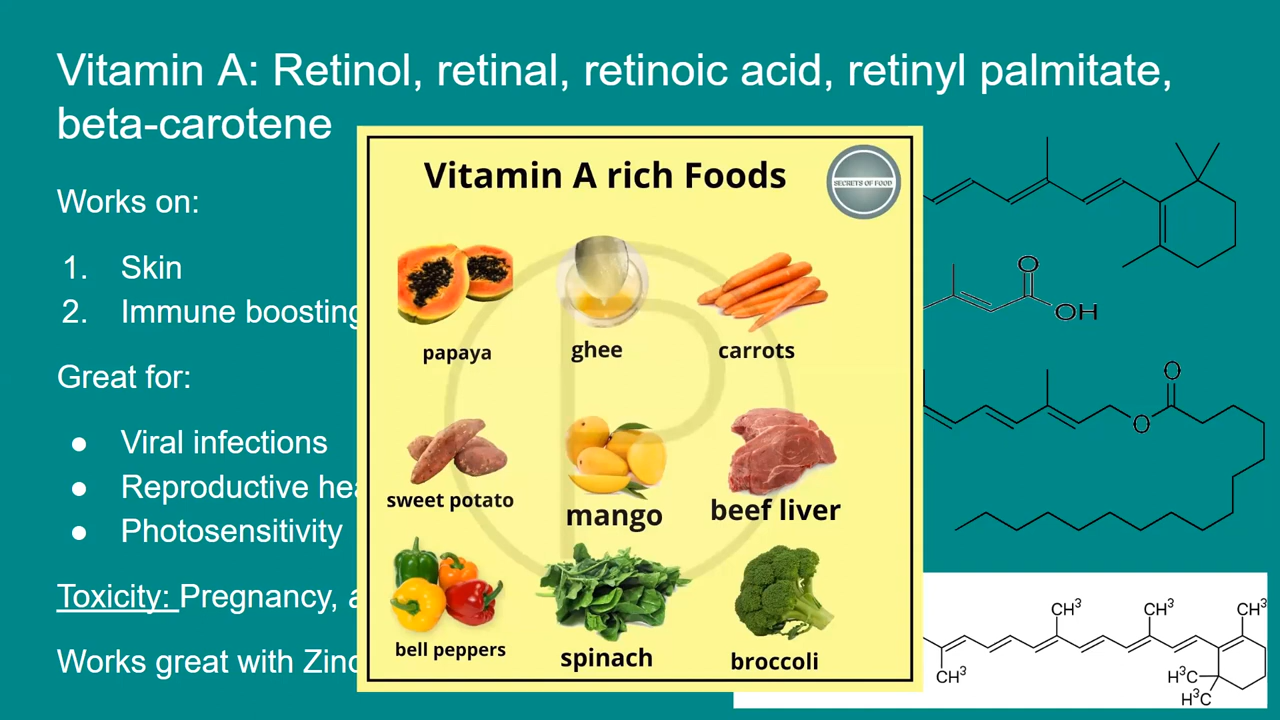 Vitamin A: Retinol, retinal, retinoic acid, retinyl palmitate,
beta-carotene
Works on:
1. Skin
2. Immune boosting
Great for:
● Viral infections
● Reproductive
● Photosensitivity
Toxicity: Pregnancy,
Works great with
Vitamin A rich Foods
SECRETS OF FOOD
papaya
ghee
carrots
sweet potato
mango
beef liver
bell peppers
spinach
broccoli
O
OH
O
O
CH³
CH³
CH³
CH³
H³C
H³C